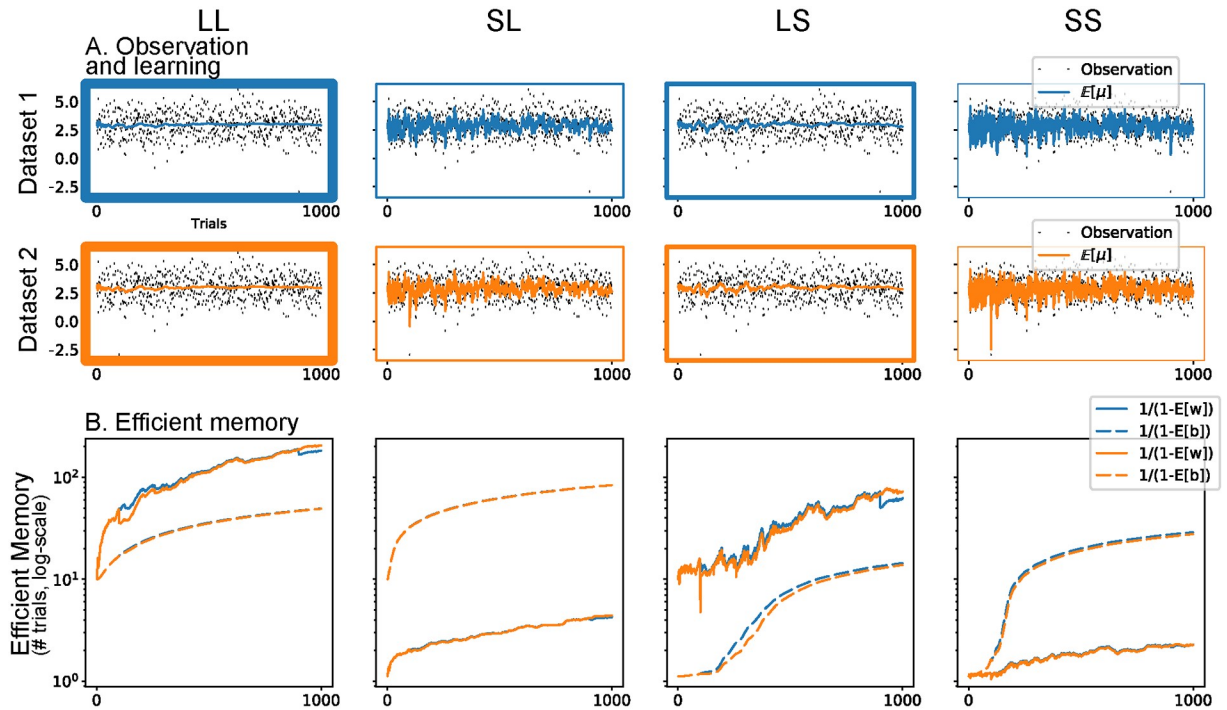 LL SL LS SS
A. Observation
and learning
Dataset 1
5.0
2.5
0.0
-2.5
Observation
𝔼[μ]
0 1000 0 1000 0 1000 0 1000
Trials
Dataset 2
5.0
2.5
0.0
-2.5
Observation
𝔼[μ]
0 1000 0 1000 0 1000 0 1000
B. Efficient memory
Efficient Memory
(# trials, log-scale)
10²
10¹
10⁰
1/(1-E[w])
1/(1-E[b])
1/(1-E[w])
1/(1-E[b])
0 1000 0 1000 0 1000 0 1000